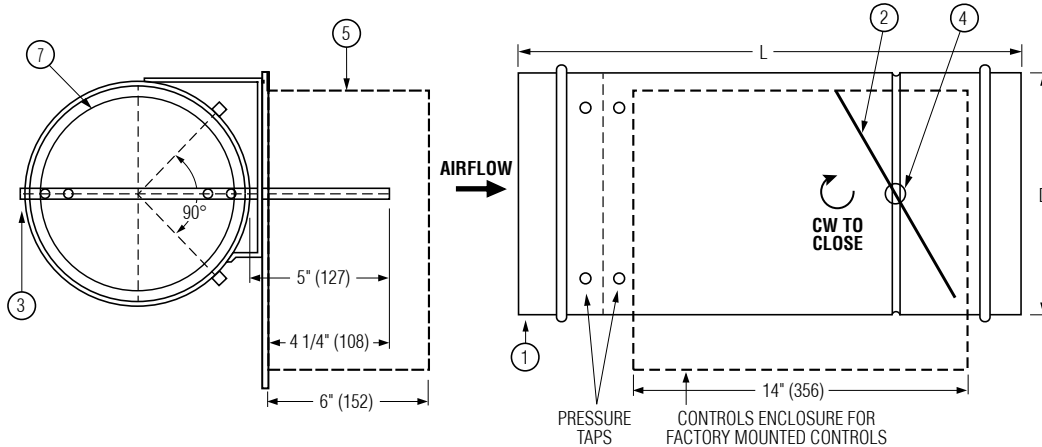 7
5
2
4
L
AIRFLOW
90°
CW TO
CLOSE
3
5" (127)
4 1/4" (108)
6" (152)
1
14" (356)
PRESSURE
TAPS
CONTROLS ENCLOSURE FOR
FACTORY MOUNTED CONTROLS